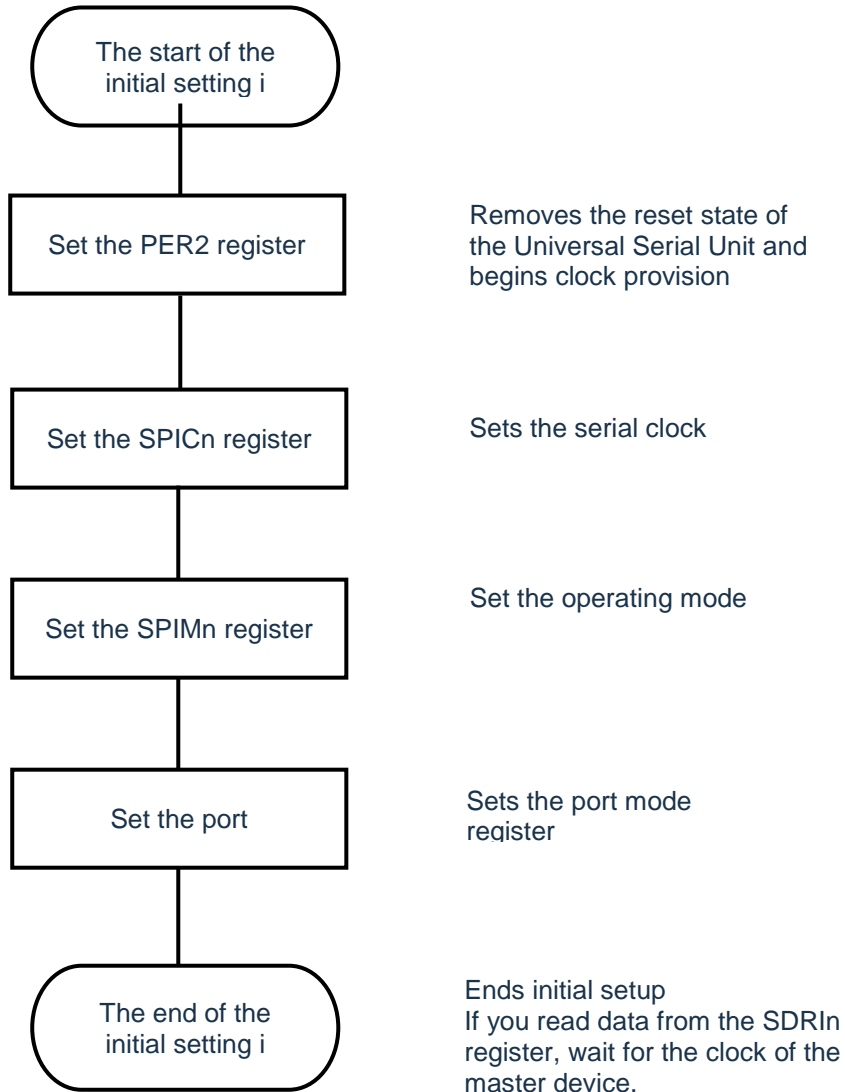 The start of the
initial setting i
Set the PER2 register
Removes the reset state of
the Universal Serial Unit and
begins clock provision
Set the SPICn register
Sets the serial clock
Set the SPIMn register
Set the operating mode
Set the port
Sets the port mode
register
The end of the
initial setting i
Ends initial setup
If you read data from the SDRIn
register, wait for the clock of the
master device.